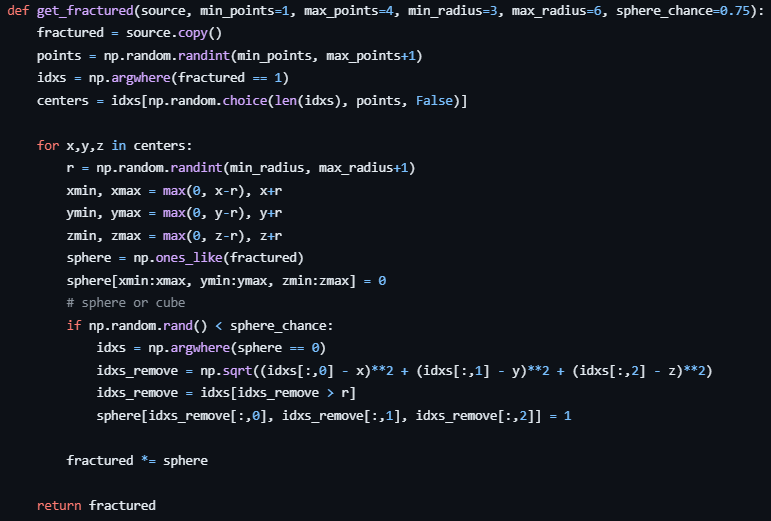 def get_fractured(source, min_points=1, max_points=4, min_radius=3, max_radius=6, sphere_chance=0.75):
    fractured = source.copy()
    points = np.random.randint(min_points, max_points+1)
    idxs = np.argwhere(fractured == 1)
    centers = idxs[np.random.choice(len(idxs), points, False)]

    for x,y,z in centers:
        r = np.random.randint(min_radius, max_radius+1)
        xmin, xmax = max(0, x-r), x+r
        ymin, ymax = max(0, y-r), y+r
        zmin, zmax = max(0, z-r), z+r
        sphere = np.ones_like(fractured)
        sphere[xmin:xmax, ymin:ymax, zmin:zmax] = 0
        # sphere or cube
        if np.random.rand() < sphere_chance:
            idxs = np.argwhere(sphere == 0)
            idxs_remove = np.sqrt((idxs[:,0] - x)**2 + (idxs[:,1] - y)**2 + (idxs[:,2] - z)**2)
            idxs_remove = idxs[idxs_remove > r]
            sphere[idxs_remove[:,0], idxs_remove[:,1], idxs_remove[:,2]] = 1

        fractured *= sphere

    return fractured